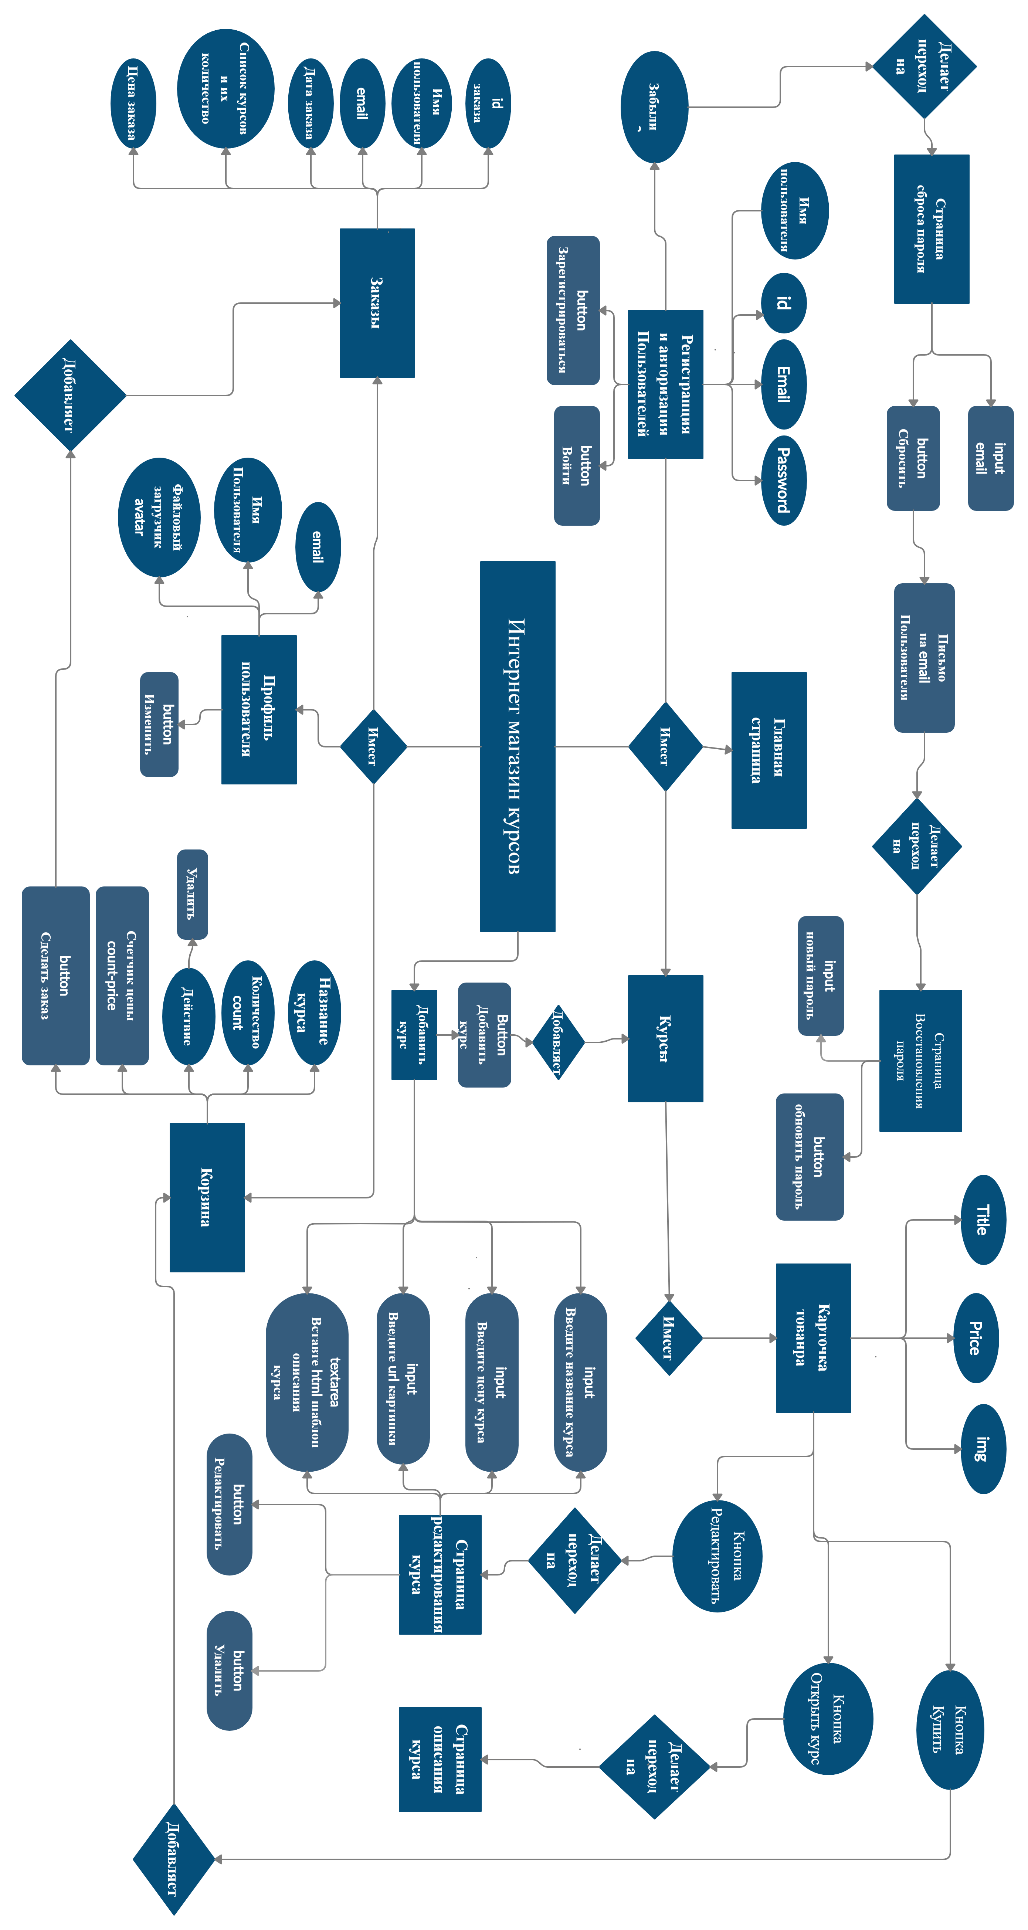 Делает
переход
на
Страница
сброса пароля
input
email
button
Сбросить
Письмо
на email
Пользователя
Делает
переход
на
Страница
Восстановления
пароля
input
новый пароль
button
обновить пароль
Title
Price
img
Кнопка
Купить
Забыли
Имя
пользователя
id
Email
Password
Регистранция
и авторизация
Пользователей
button
Зарегистрироваться
button
Войти
Главная
страница
Имеет
Курсы
Имеет
Карточка
тованра
Кнопка
Редактировать
Кнопка
Открыть курс
Делает
переход
на
Делает
переход
на
Интернет магазин курсов
Добавляет
Button
Добавить
курс
Добавить
курс
input
Введите название курса
input
Введите цену курса
input
Введите url картинки
textarea
Вставте html шаблон
описания
курса
Страница
редактирования
курса
Страница
описания
курса
button
Редактировать
button
Удалить
id
заказа
Имя
пользователя
email
Дата заказа
Список курсов
и их
количество
Цена заказа
Заказы
Имеет
email
Имя
Пользователя
Файловый
загрузчик
avatar
Профиль
пользователя
button
Изменить
Название
курса
Количество
count
Действие
Удалить
Счетчик цены
count-price
button
Сделать заказ
Корзина
Добавляет
Добавляет